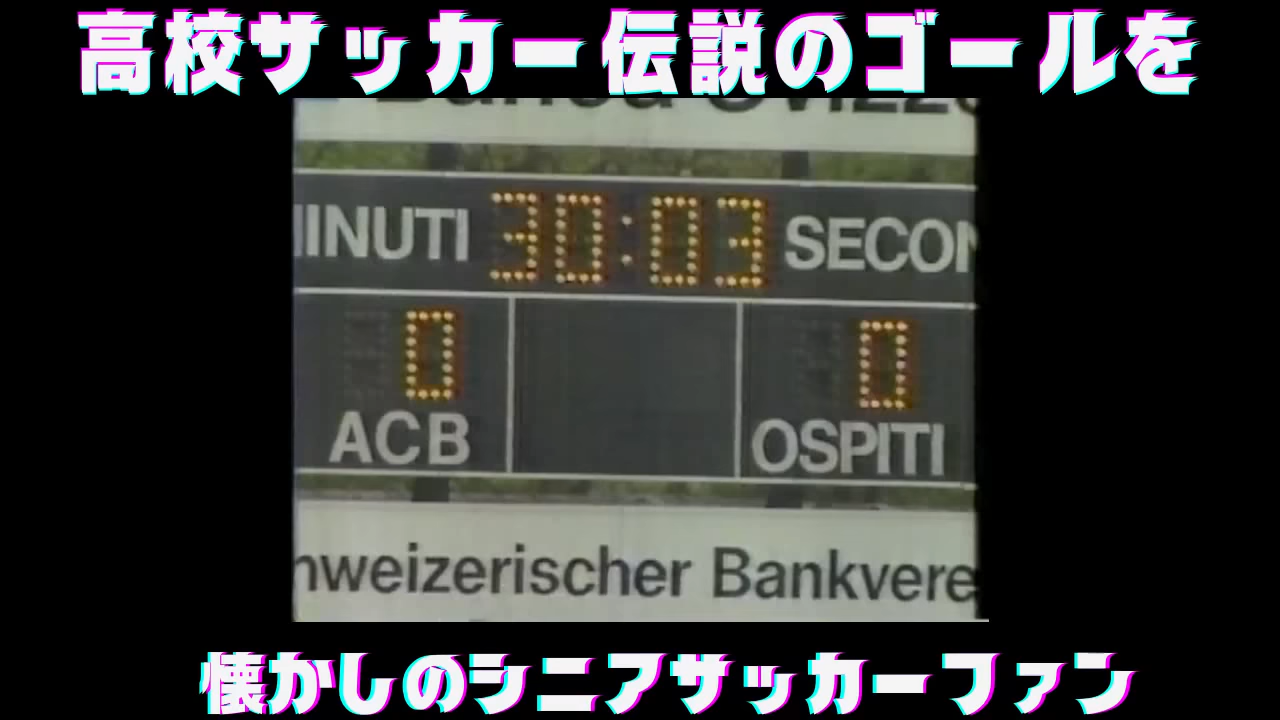 高校サッカー伝説のゴールを
MINUTI 30:03 SECON
0 0
ACB OSPITI
hweizerischer Bankvere
懐かしのシニアサッカーファン